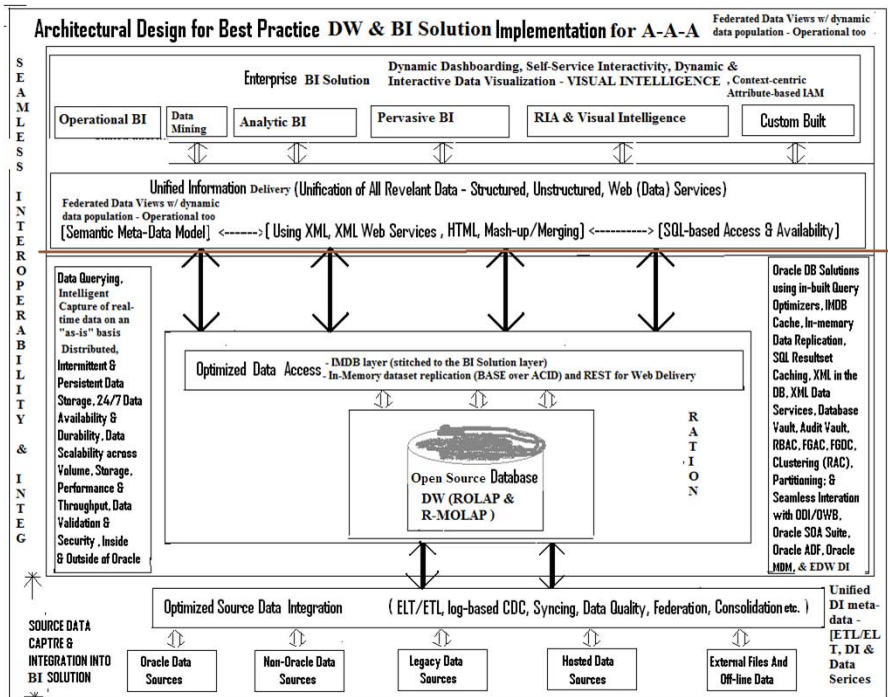 Architectural Design for Best Practice DW & BI Solution Implementation for A-A-A
Federated Data Views w/ dynamic
data population - Operational too
SEAMLESS INTEROPERABILITY & INTEG
Enterprise BI Solution
Dynamic Dashboarding, Self-Service Interactivity, Dynamic &
Interactive Data Visualization - VISUAL INTELLIGENCE , Context-centric
Attribute-based IAM
Operational BI
Data
Mining
Analytic BI
Pervasive BI
RIA & Visual Intelligence
Custom Built
Unified Information Delivery (Unification of All Revelant Data - Structured, Unstructured, Web (Data) Services)
Federated Data Views w/ dynamic
data population - Operational too
[Semantic Meta-Data Model] <------>[ Using XML, XML Web Services , HTML, Mash-up/Merging] <---------->[SQL-based Access & Availability]
Data Querying,
Intelligent
Capture of real-
time data on an
"as-is" basis
Distributed,
Intermittent &
Persistent Data
Storage, 24/7 Data
Availability &
Durability, Data
Scalability across
Volume, Storage,
Performance &
Throughput, Data
Validation &
Security , Inside
& Outside of Oracle
Optimized Data Access
- IMDB layer (stitched to the BI Solution layer)
- In-Memory dataset replication (BASE over ACID) and REST for Web Delivery
Open Source Database
DW (ROLAP &
R-MOLAP )
RATION
Oracle DB Solutions
using in-built Query
Optimizers, IMDB
Cache, In-memory
Data Replication,
SQL Resultset
Caching, XML in the
DB, XML Data
Services, Database
Vault, Audit Vault,
RBAC, FGAC, FGDC,
CLustering (RAC),
Partitioning; &
Seamless Interation
with ODI/OWB,
Oracle SOA Suite,
Oracle ADF, Oracle
MDM, & EDW DI
Optimized Source Data Integration
( ELT/ETL, log-based CDC, Syncing, Data Quality, Federation, Consolidation etc. )
Unified
DI meta-
data -
[ETL/EL
T, DI &
Data
Serices
SOURCE DATA
CAPTRE &
INTEGRATION INTO
BI SOLUTION
Oracle Data
Sources
Non-Oracle Data
Sources
Legacy Data
Sources
Hosted Data
Sources
External Files And
Off-line Data